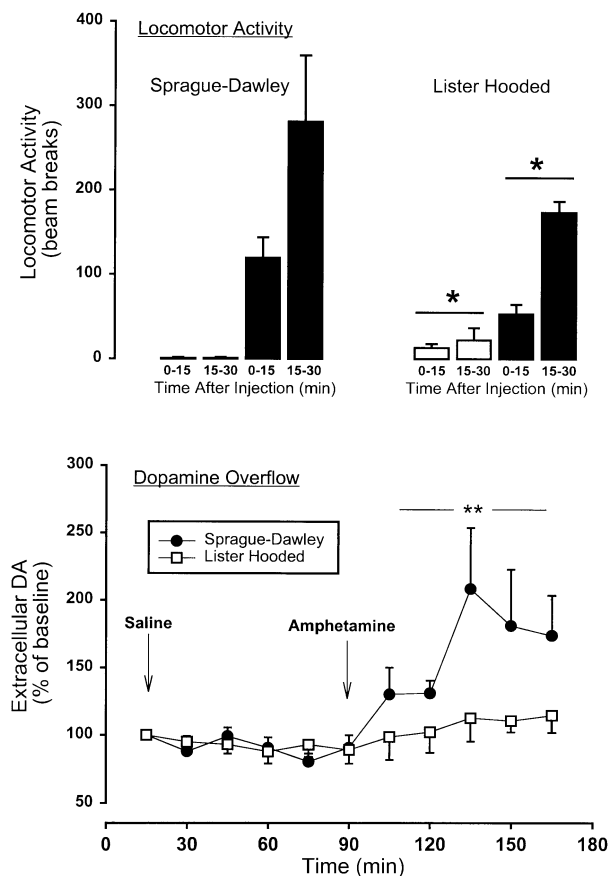 Locomotor Activity
Sprague-Dawley
Lister Hooded
Locomotor Activity
(beam breaks)
400
300
200
100
0
*
*
0-15 15-30 0-15 15-30
0-15 15-30 0-15 15-30
Time After Injection (min)
Time After Injection (min)
Dopamine Overflow
Sprague-Dawley
Lister Hooded
**
Saline
Amphetamine
Extracellular DA
(% of baseline)
300
250
200
150
100
50
0 30 60 90 120 150 180
Time (min)